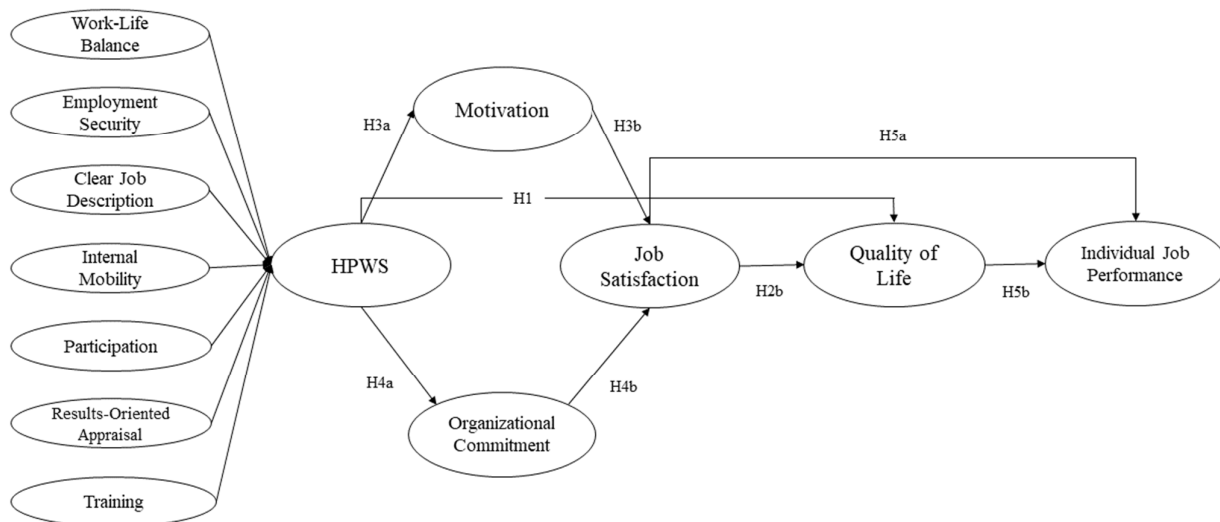 Work-Life
Balance
Employment
Security
Clear Job
Description
Internal
Mobility
Participation
Results-Oriented
Appraisal
Training
HPWS
H3a
Motivation
H3b
H1
H4a
Organizational
Commitment
H4b
Job
Satisfaction
H2b
H5a
Quality of
Life
H5b
Individual Job
Performance